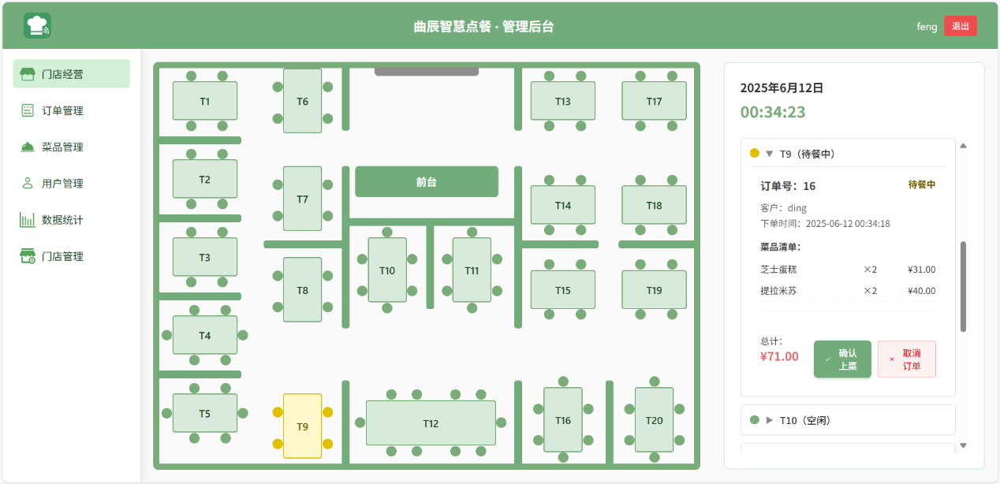 曲辰智慧点餐 · 管理后台
feng
退出
门店经营
订单管理
菜品管理
用户管理
数据统计
门店管理
T1
T6
T13
T17
T2
T7
前台
T14
T18
T3
T8
T10
T11
T15
T19
T4
T5
T9
T12
T16
T20
2025年6月12日
00:34:23
▼ T9（待餐中）
订单号：16
待餐中
客户：ding
下单时间：2025-06-12 00:34:18
菜品清单：
芝士蛋糕 ×2 ¥31.00
提拉米苏 ×2 ¥40.00
总计：
¥71.00
确认
上菜
取消
订单
▶ T10（空闲）